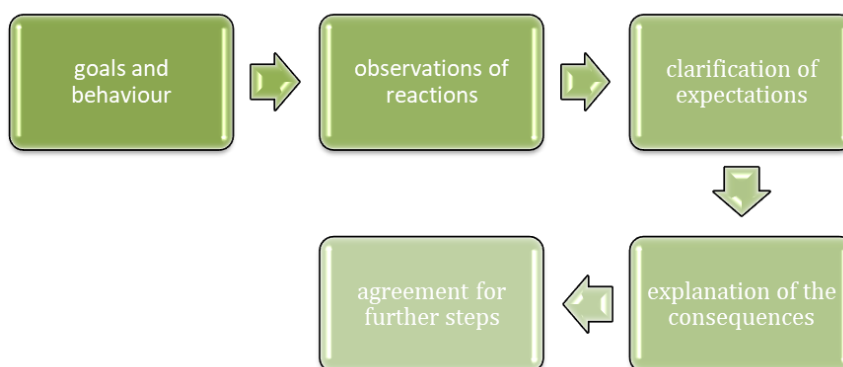 goals and
behaviour
observations of
reactions
clarification of
expectations
explanation of the
consequences
agreement for
further steps